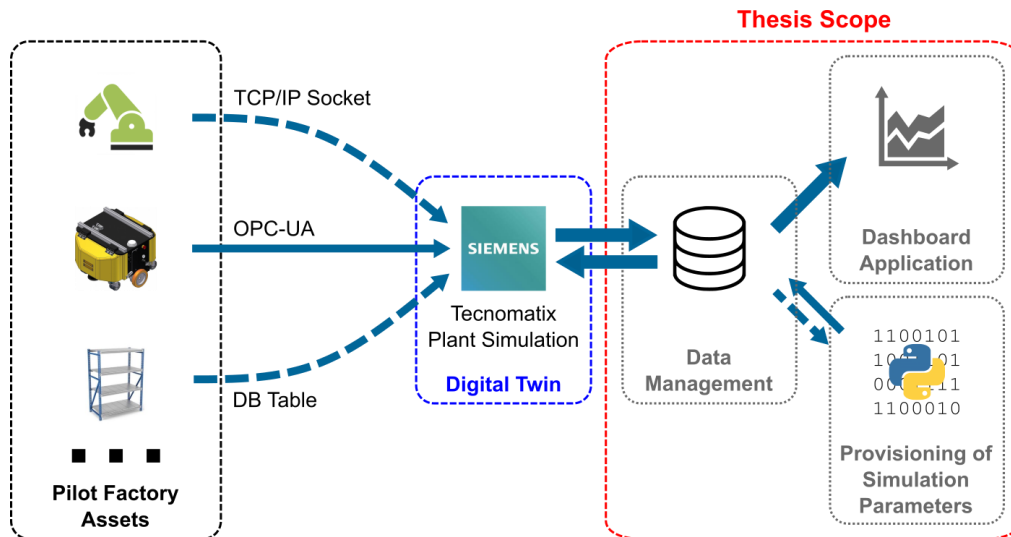 Thesis Scope
TCP/IP Socket
OPC-UA
DB Table
Pilot Factory
Assets
SIEMENS
Tecnomatix
Plant Simulation
Digital Twin
Data
Management
Dashboard
Application
1100101
1100010
Provisioning of
Simulation
Parameters